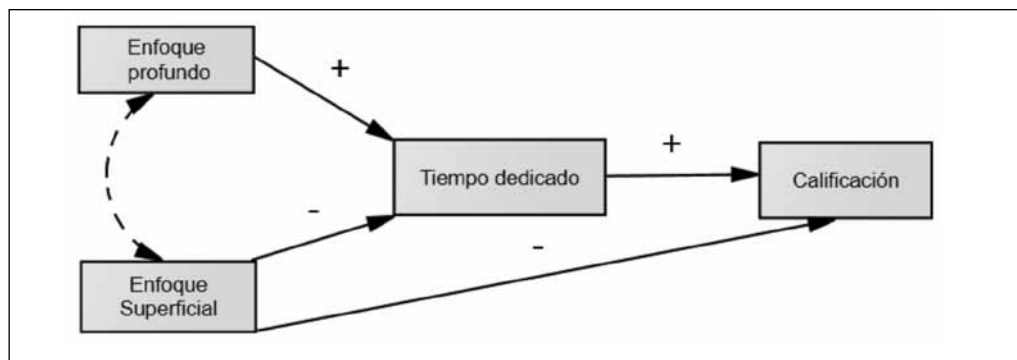 Enfoque
profundo
+
Tiempo dedicado
+
Calificación
-
-
Enfoque
Superficial